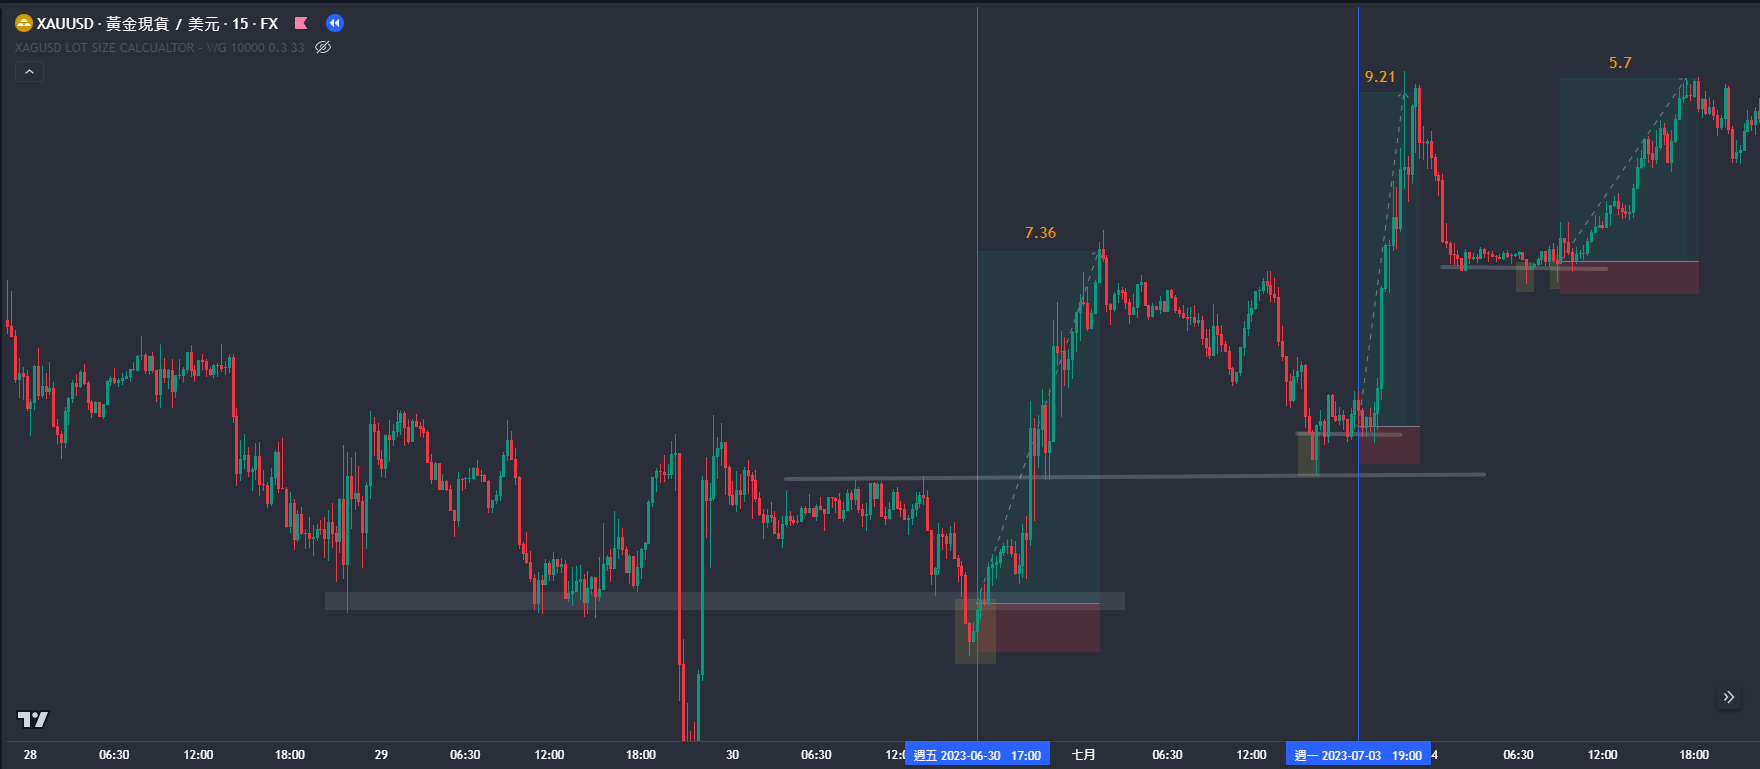 XAUUSD · 黃金現貨 / 美元 · 15 · FX
XAGUSD LOT SIZE CALCUALTOR - WG 10000 0.3 33
5.7
9.21
7.36
28 06:30 12:00 18:00 29 06:30 12:00 18:00 30 06:30 12:0 週五 2023-06-30 17:00 七月 06:30 12:00 週一 2023-07-03 19:00 4 06:30 12:00 18:00